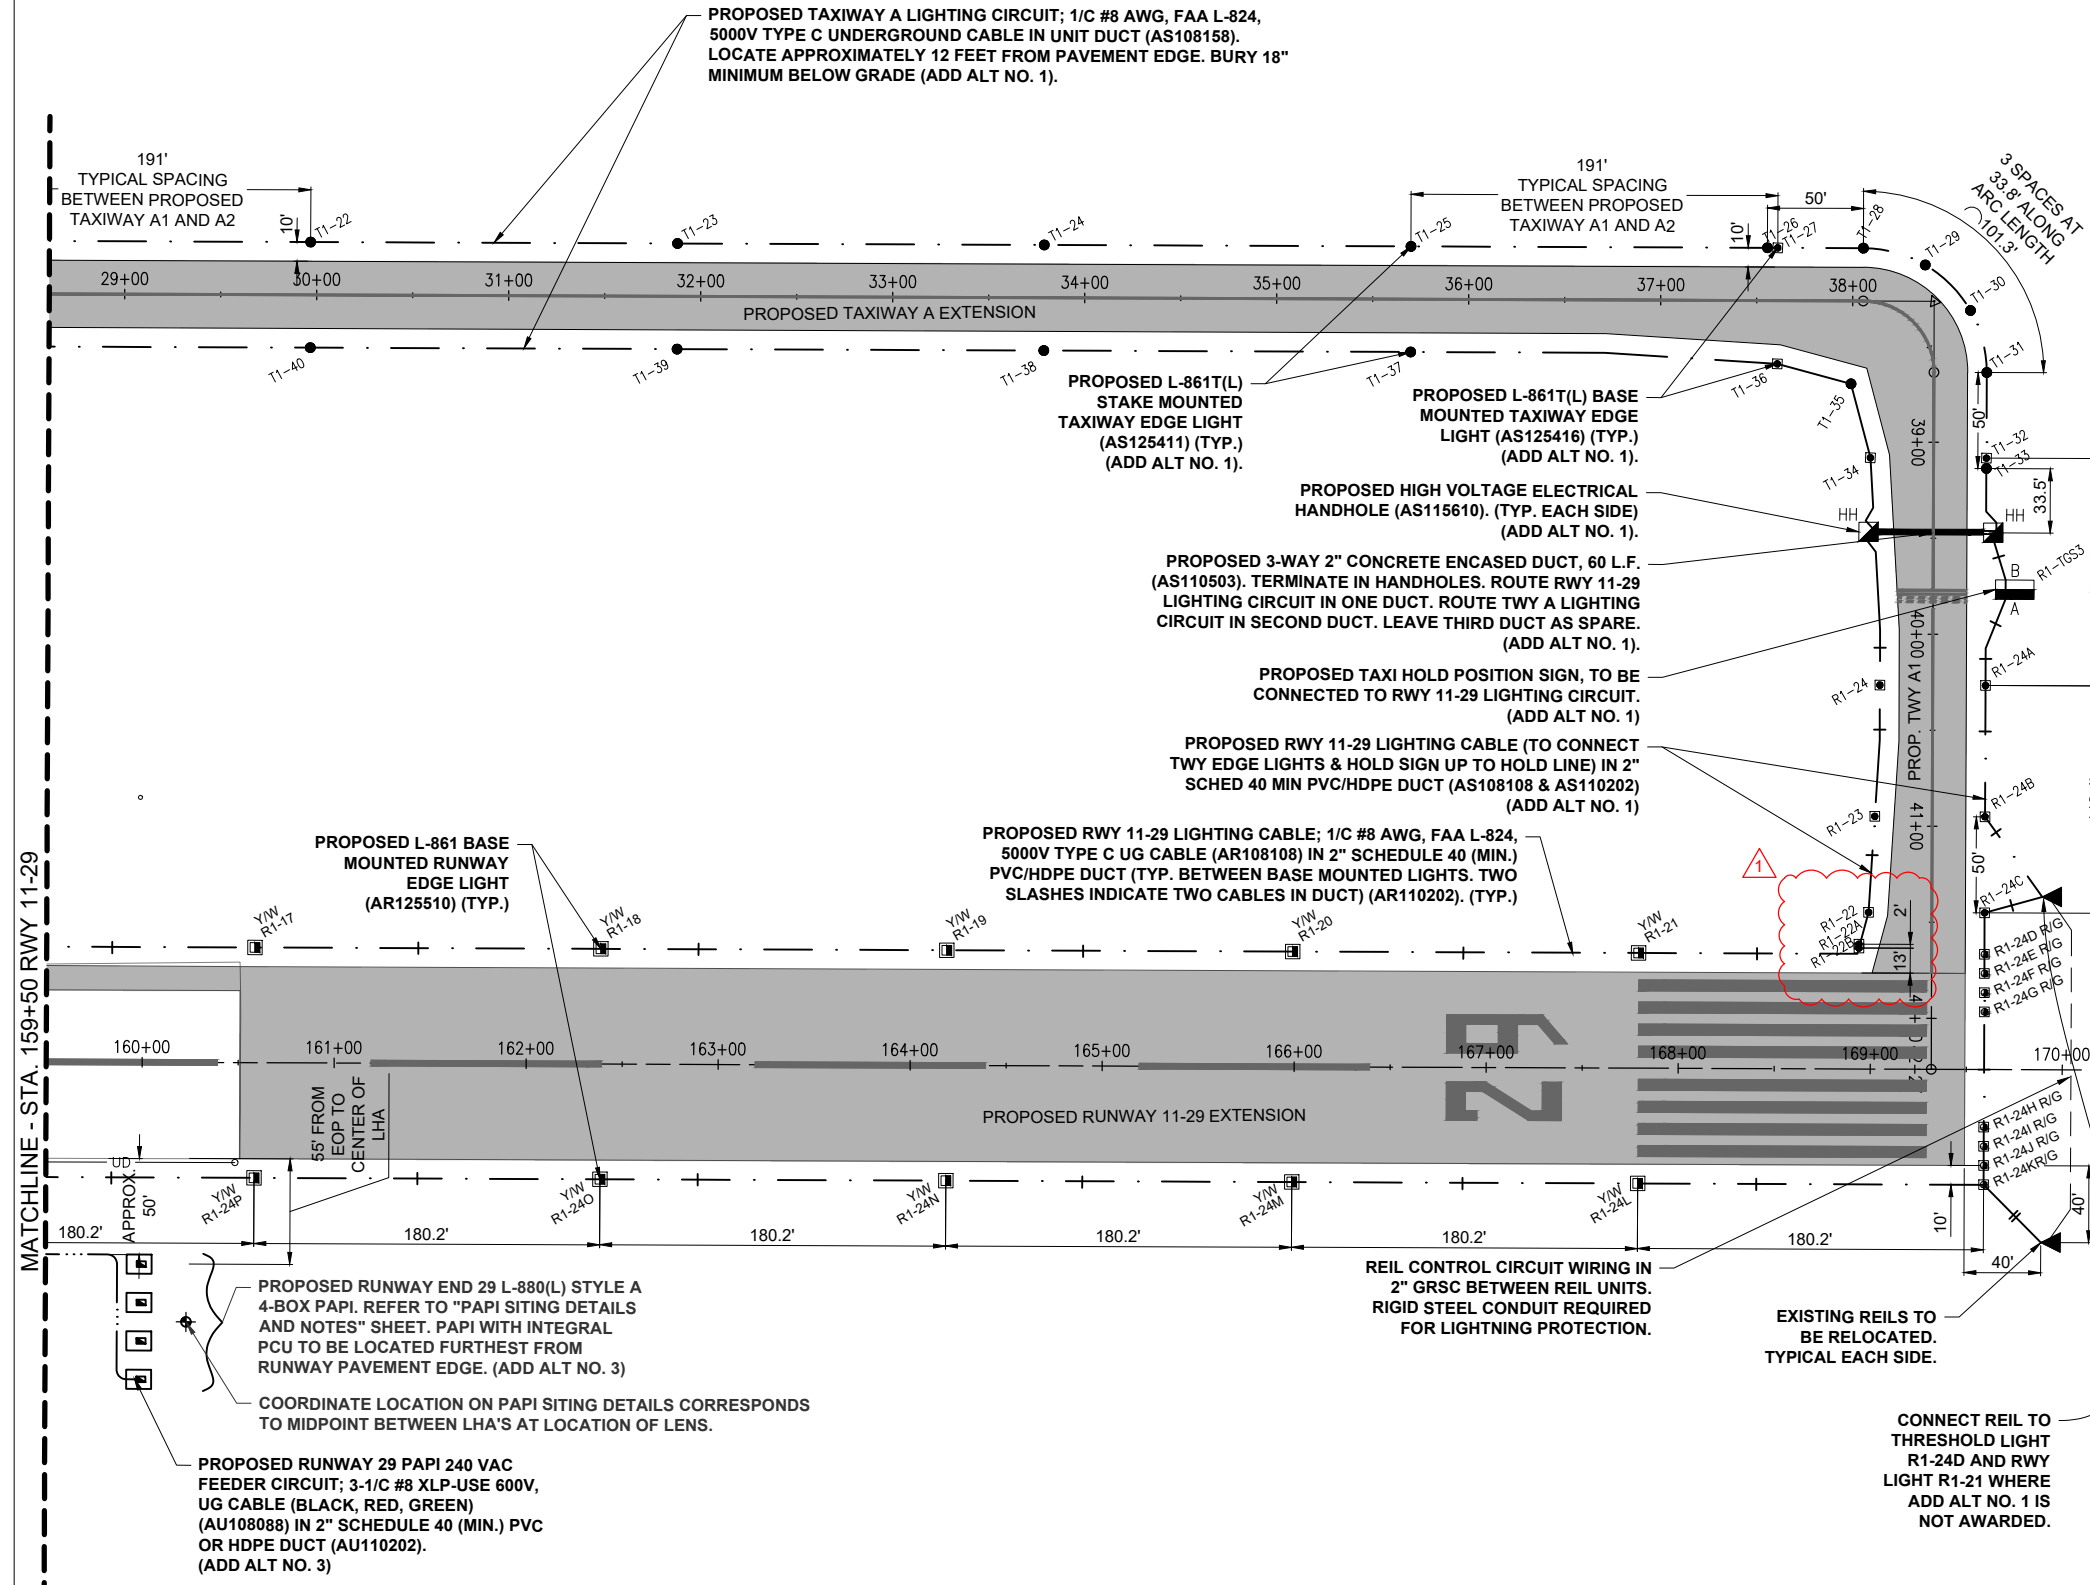 PROPOSED TAXIWAY A LIGHTING CIRCUIT; 1/C #8 AWG, FAA L-824,
5000V TYPE C UNDERGROUND CABLE IN UNIT DUCT (AS108158).
LOCATE APPROXIMATELY 12 FEET FROM PAVEMENT EDGE. BURY 18"
MINIMUM BELOW GRADE (ADD ALT NO. 1).
191'
TYPICAL SPACING
BETWEEN PROPOSED
TAXIWAY A1 AND A2
10'
T1-22
T1-23
T1-24
T1-25
191'
TYPICAL SPACING
BETWEEN PROPOSED
TAXIWAY A1 AND A2
10'
50'
T1-26
T1-27
T1-28
T1-29
T1-30
T1-31
3 SPACES AT
33.8' ALONG
ARC LENGTH
101.3'
29+00
30+00
31+00
32+00
33+00
34+00
35+00
36+00
37+00
38+00
PROPOSED TAXIWAY A EXTENSION
T1-40
T1-39
T1-38
T1-37
T1-36
T1-35
T1-34
39+00
50'
T1-32
T1-33
33.5'
HH
HH
PROPOSED L-861T(L)
STAKE MOUNTED
TAXIWAY EDGE LIGHT
(AS125411) (TYP.)
(ADD ALT NO. 1).
PROPOSED L-861T(L) BASE
MOUNTED TAXIWAY EDGE
LIGHT (AS125416) (TYP.)
(ADD ALT NO. 1).
PROPOSED HIGH VOLTAGE ELECTRICAL
HANDHOLE (AS115610). (TYP. EACH SIDE)
(ADD ALT NO. 1).
PROPOSED 3-WAY 2" CONCRETE ENCASED DUCT, 60 L.F.
(AS110503). TERMINATE IN HANDHOLES. ROUTE RWY 11-29
LIGHTING CIRCUIT IN ONE DUCT. ROUTE TWY A LIGHTING
CIRCUIT IN SECOND DUCT. LEAVE THIRD DUCT AS SPARE.
(ADD ALT NO. 1).
B
A
R1-TGS3
40+00
PROPOSED TAXI HOLD POSITION SIGN, TO BE
CONNECTED TO RWY 11-29 LIGHTING CIRCUIT.
(ADD ALT NO. 1)
R1-24
R1-24A
PROP. TWY A1
PROPOSED RWY 11-29 LIGHTING CABLE (TO CONNECT
TWY EDGE LIGHTS & HOLD SIGN UP TO HOLD LINE) IN 2"
SCHED 40 MIN PVC/HDPE DUCT (AS108108 & AS110202)
(ADD ALT NO. 1)
R1-23
R1-24B
41+00
50'
PROPOSED L-861 BASE
MOUNTED RUNWAY
EDGE LIGHT
(AR125510) (TYP.)
PROPOSED RWY 11-29 LIGHTING CABLE; 1/C #8 AWG, FAA L-824,
5000V TYPE C UG CABLE (AR108108) IN 2" SCHEDULE 40 (MIN.)
PVC/HDPE DUCT (TYP. BETWEEN BASE MOUNTED LIGHTS. TWO
SLASHES INDICATE TWO CABLES IN DUCT) (AR110202). (TYP.)
1
R1-22
R1-22A
R1-22B
2'
13'
R1-24C
R1-24D R/G
R1-24E R/G
R1-24F R/G
R1-24G R/G
Y/W
R1-17
Y/W
R1-18
Y/W
R1-19
Y/W
R1-20
Y/W
R1-21
MATCHLINE - STA. 159+50 RWY 11-29
160+00
161+00
162+00
163+00
164+00
165+00
166+00
167+00
168+00
169+00
170+00
29
PROPOSED RUNWAY 11-29 EXTENSION
55' FROM
EOP TO
CENTER OF
LHA
UD
APPROX.
50'
R1-24H R/G
R1-24I R/G
R1-24J R/G
R1-24KR/G
Y/W
R1-24P
Y/W
R1-24O
Y/W
R1-24N
Y/W
R1-24M
Y/W
R1-24L
180.2'
180.2'
180.2'
180.2'
180.2'
180.2'
10'
40'
40'
PROPOSED RUNWAY END 29 L-880(L) STYLE A
4-BOX PAPI. REFER TO "PAPI SITING DETAILS
AND NOTES" SHEET. PAPI WITH INTEGRAL
PCU TO BE LOCATED FURTHEST FROM
RUNWAY PAVEMENT EDGE. (ADD ALT NO. 3)
COORDINATE LOCATION ON PAPI SITING DETAILS CORRESPONDS
TO MIDPOINT BETWEEN LHA'S AT LOCATION OF LENS.
PROPOSED RUNWAY 29 PAPI 240 VAC
FEEDER CIRCUIT; 3-1/C #8 XLP-USE 600V,
UG CABLE (BLACK, RED, GREEN)
(AU108088) IN 2" SCHEDULE 40 (MIN.) PVC
OR HDPE DUCT (AU110202).
(ADD ALT NO. 3)
REIL CONTROL CIRCUIT WIRING IN
2" GRSC BETWEEN REIL UNITS.
RIGID STEEL CONDUIT REQUIRED
FOR LIGHTNING PROTECTION.
EXISTING REILS TO
BE RELOCATED.
TYPICAL EACH SIDE.
CONNECT REIL TO
THRESHOLD LIGHT
R1-24D AND RWY
LIGHT R1-21 WHERE
ADD ALT NO. 1 IS
NOT AWARDED.